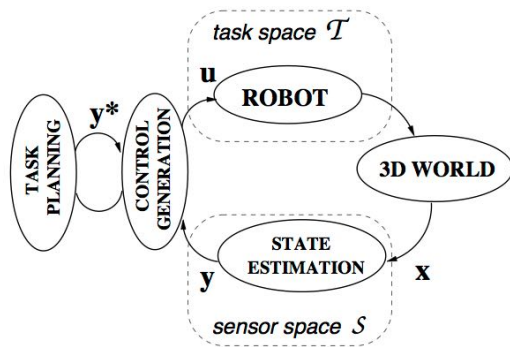 task space 𝒯
u
ROBOT
y*
TASK
PLANNING
CONTROL
GENERATION
3D WORLD
STATE
ESTIMATION
y
x
sensor space 𝒮